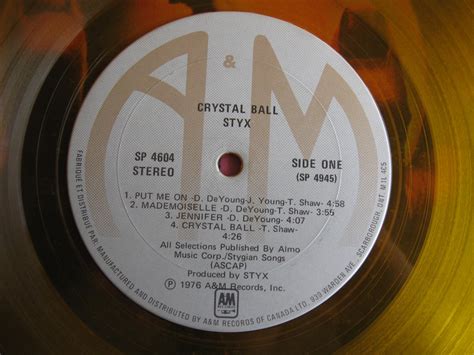 A&M
CRYSTAL BALL
STYX
SP 4604
STEREO
SIDE ONE
(SP 4945)
1. PUT ME ON -D. DeYoung-J. Young-T. Shaw- 4:58
2. MADEMOISELLE -D. DeYoung-T. Shaw- 3:55
3. JENNIFER -D. DeYoung- 4:07
4. CRYSTAL BALL -T. Shaw-
4:26
All Selections Published By Almo
Music Corp./Stygian Songs
(ASCAP)
Produced by STYX
℗ 1976 A&M Records, Inc.
A&M
RECORDS
FABRIQUÉ ET DISTRIBUÉ PAR:
MANUFACTURED AND DISTRIBUTED BY A&M RECORDS OF CANADA LTD. 939 WARDEN AVE., SCARBOROUGH, ONT. M1L 4C5